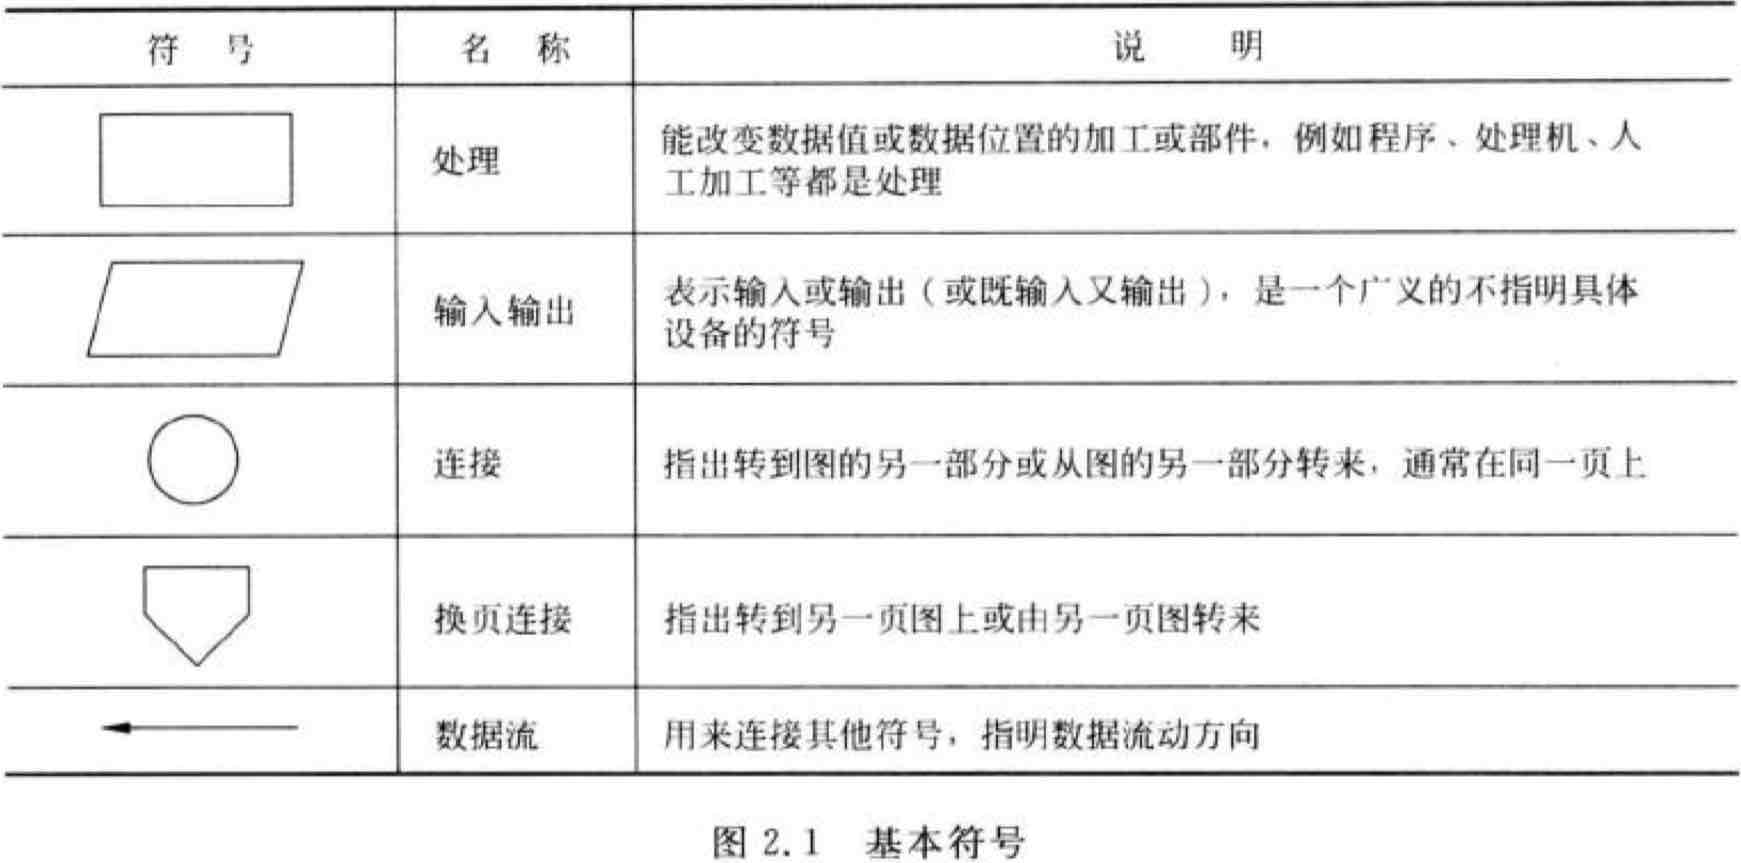 符 号 名 称 说 明
处理
能改变数据值或数据位置的加工或部件,例如程序、处理机、人
工加工等都是处理
输入输出
表示输入或输出(或既输入又输出),是一个广义的不指明具体
设备的符号
连接
指出转到图的另一部分或从图的另一部分转来,通常在同一页上
换页连接
指出转到另一页图上或由另一页图转来
数据流
用来连接其他符号,指明数据流动方向
图 2.1 基本符号